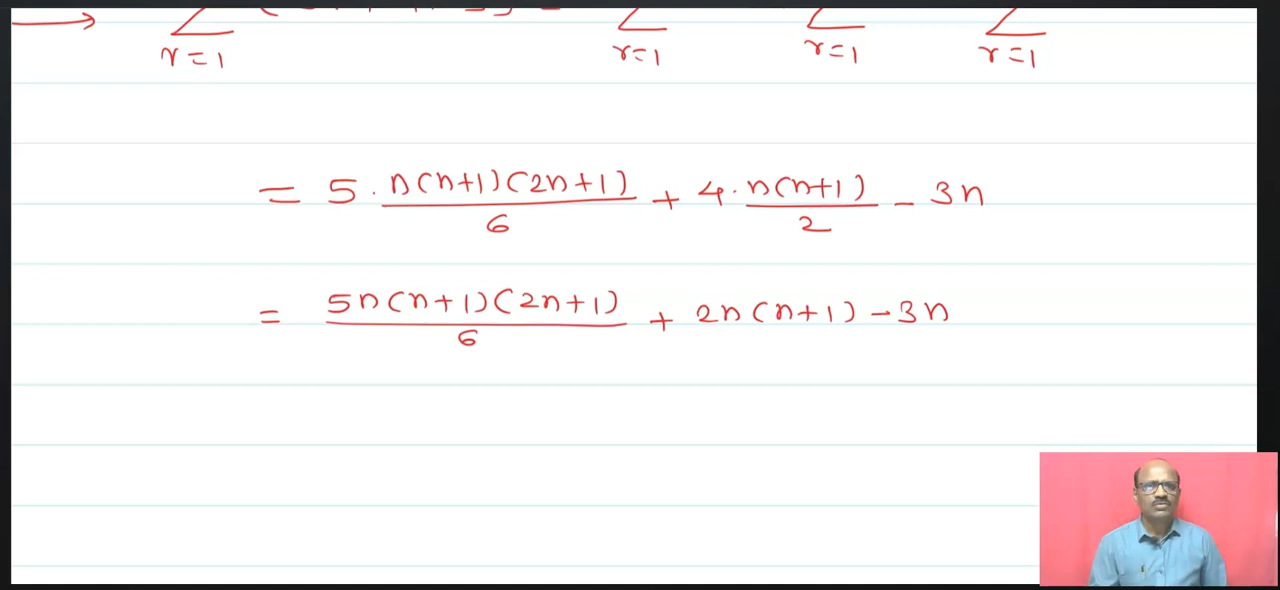 r=1 r=1 r=1 r=1
= 5 . n(n+1)(2n+1)/6 + 4 . n(n+1)/2 - 3n
= 5n(n+1)(2n+1)/6 + 2n(n+1) - 3n